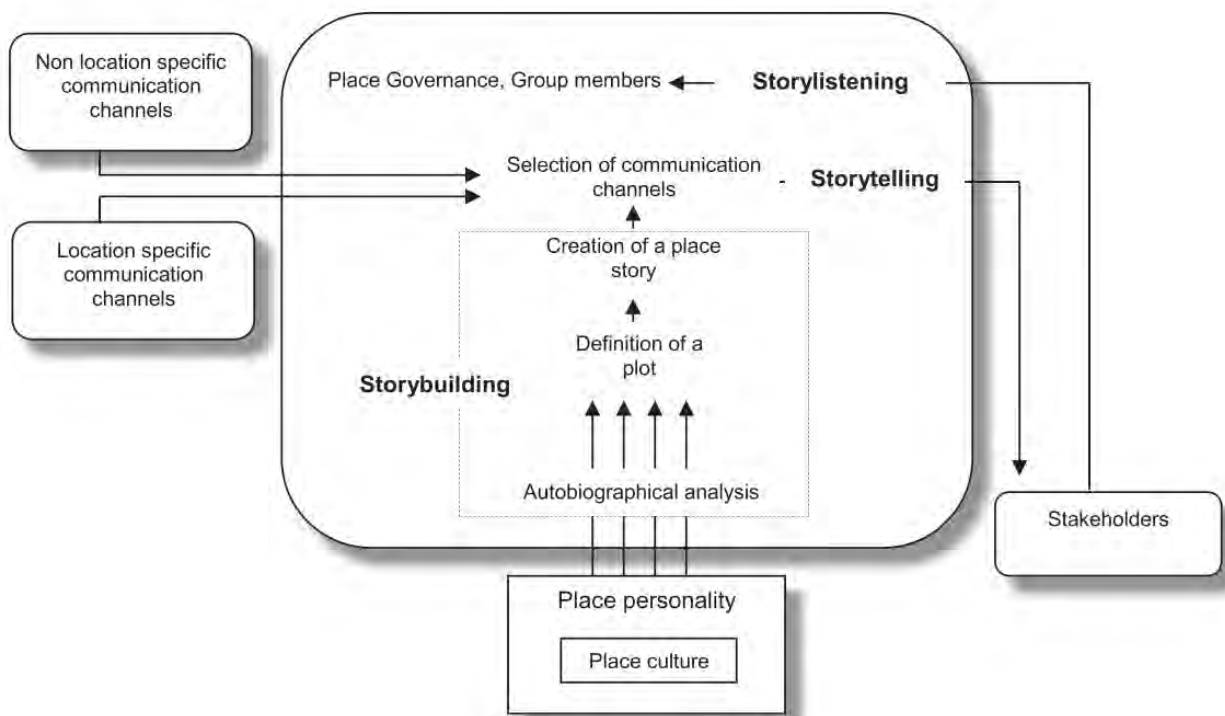 Non location specific
communication
channels
Place Governance, Group members
Storylistening
Selection of communication
channels
Storytelling
Location specific
communication
channels
Creation of a place
story
Definition of a
plot
Storybuilding
Autobiographical analysis
Stakeholders
Place personality
Place culture